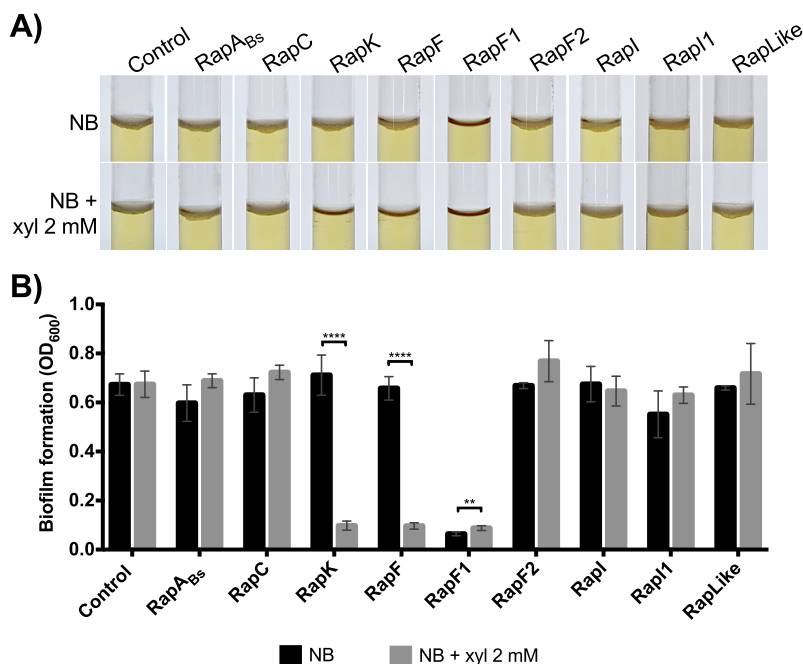 A)
Control RapA_Bs RapC RapK RapF RapF1 RapF2 RapI RapI1 RapLike
NB
NB +
xyl 2 mM
B)
Biofilm formation (OD600)
1.0
0.8
0.6
0.4
0.2
0.0
****
****
**
Control RapABs RapC RapK RapF RapF1 RapF2 RapI RapI1 RapLike
NB NB + xyl 2 mM